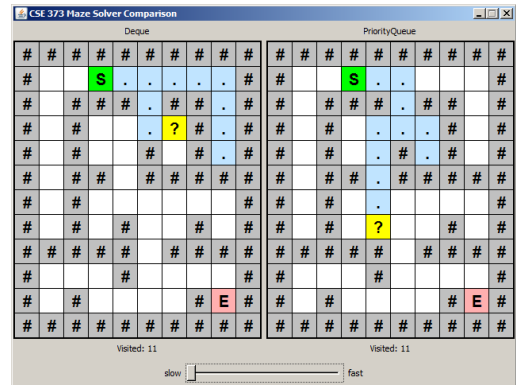 CSE 373 Maze Solver Comparison
Deque
PriorityQueue
# # # # # # # # # #
# S . . . . . #
# # # # . # # . #
# # . ? # . #
# # # # . #
# # # # # # # #
# #
# # # # #
# # # # # # # # #
# # #
# # # E #
# # # # # # # # # #
Visited: 11
# # # # # # # # # #
# S . . #
# # # # . # # #
# # . . . # #
# # . # . # #
# # # . # # # # #
# . #
# # ? # #
# # # # # # # # #
# # #
# # # E #
# # # # # # # # # #
Visited: 11
slow fast